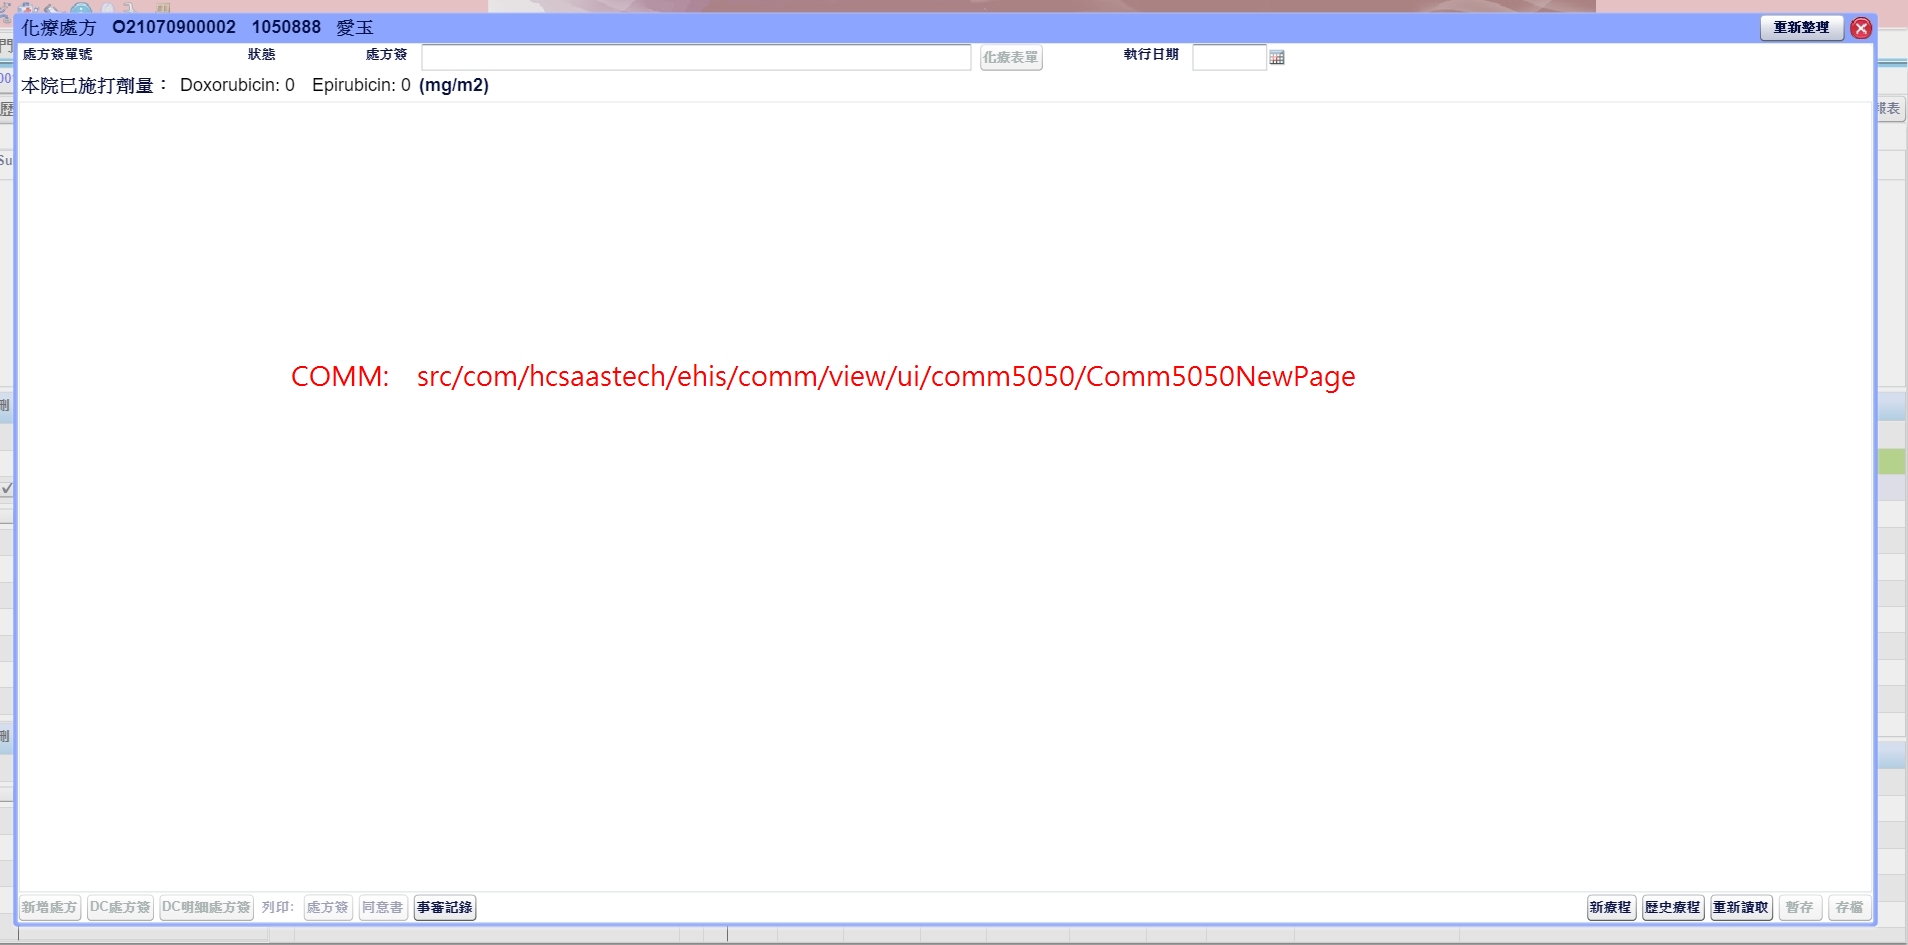 化療處方 O21070900002 1050888 愛玉 重新整理
處方簽單號 狀態 處方簽 化療表單 執行日期
本院已施打劑量： Doxorubicin: 0 Epirubicin: 0 (mg/m2)
報表
Su
COMM: src/com/hcsaastech/ehis/comm/view/ui/comm5050/Comm5050NewPage
刪
刪
新增處方 DC處方簽 DC明細處方簽 列印: 處方簽 同意書 事審記錄 新療程 歷史療程 重新讀取 暫存 存檔